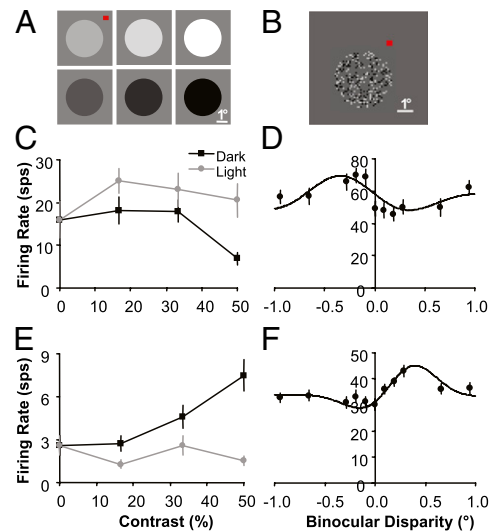 A
B
1°
1°
C
D
Dark
Light
Firing Rate (sps)
30
20
10
0
0 10 20 30 40 50
80
60
40
20
0
-1.0 -0.5 0.0 0.5 1.0
E
F
Firing Rate (sps)
9
6
3
0
0 10 20 30 40 50
Contrast (%)
50
40
30
20
10
0
-1.0 -0.5 0.0 0.5 1.0
Binocular Disparity (°)